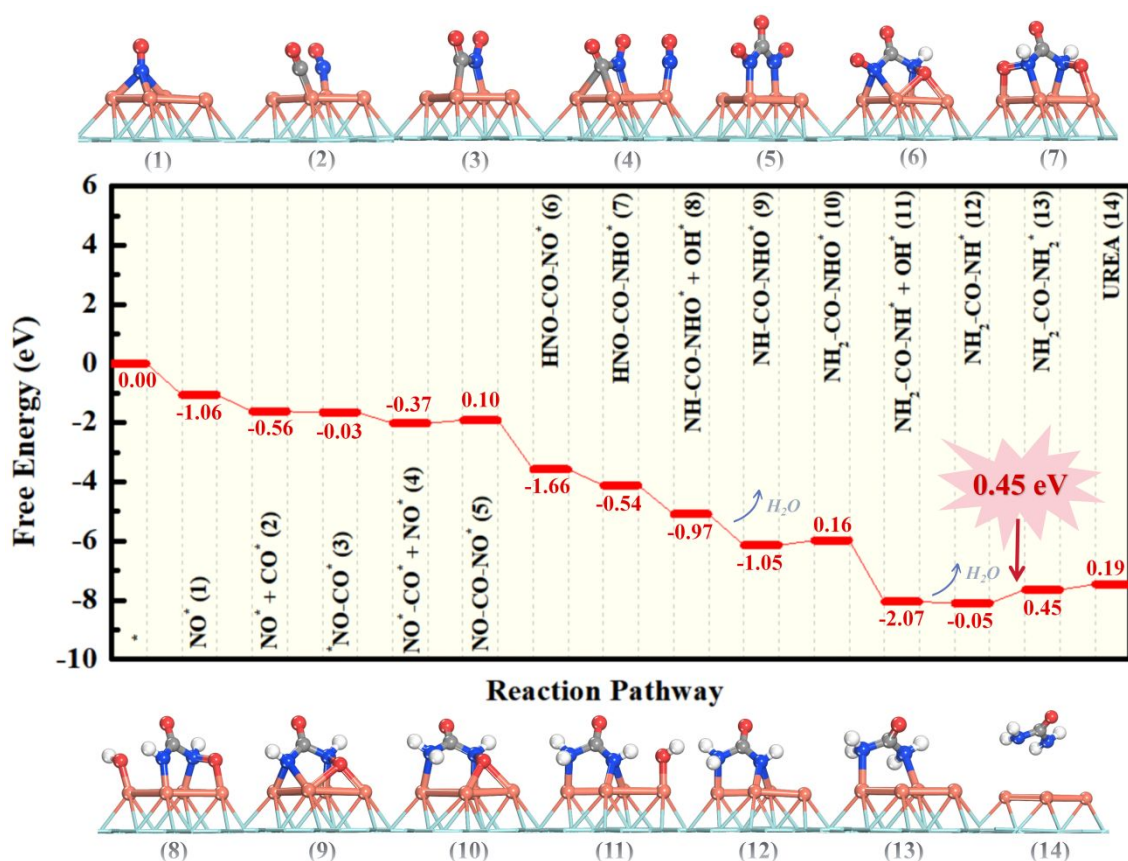 (1)
(2)
(3)
(4)
(5)
(6)
(7)
Free Energy (eV)
6
4
2
0
-2
-4
-6
-8
-10
*
NO* (1)
NO* + CO* (2)
*NO-CO* (3)
NO*-CO* + NO* (4)
NO-CO-NO* (5)
HNO-CO-NO* (6)
HNO-CO-NHO* (7)
NH-CO-NHO* + OH* (8)
NH-CO-NHO* (9)
NH₂-CO-NHO* (10)
NH₂-CO-NH* + OH* (11)
NH₂-CO-NH* (12)
NH₂-CO-NH₂* (13)
UREA (14)
0.00
-1.06
-0.56
-0.03
-0.37
0.10
-1.66
-0.54
-0.97
H₂O
-1.05
0.16
-2.07
H₂O
-0.05
0.45 eV
0.45
0.19
Reaction Pathway
(8)
(9)
(10)
(11)
(12)
(13)
(14)